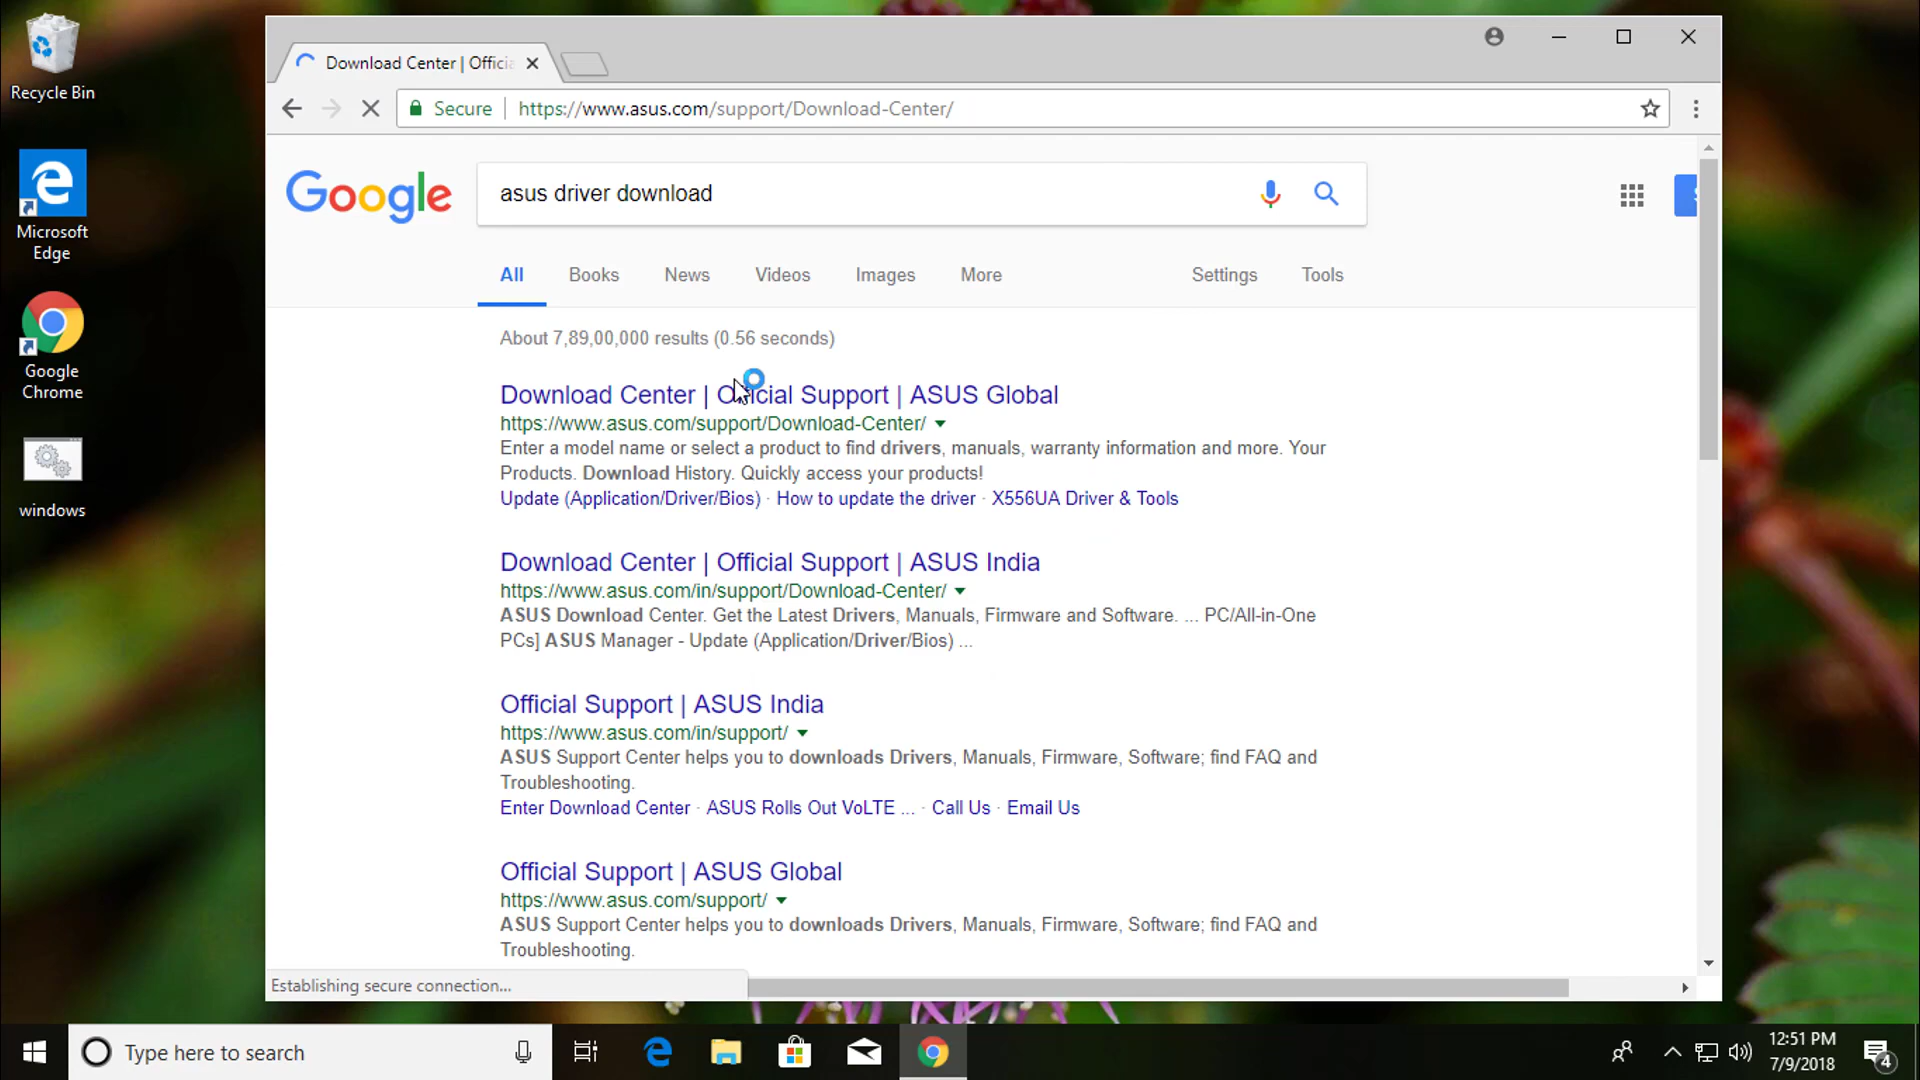 Recycle Bin
Microsoft
Edge
Google
Chrome
windows
Download Center | Offici
Secure
https://www.asus.com/support/Download-Center/
Google
asus driver download
All
Books
News
Videos
Images
More
Settings
Tools
About 7,89,00,000 results (0.56 seconds)
Download Center | Official Support | ASUS Global
https://www.asus.com/support/Download-Center/
Enter a model name or select a product to find drivers, manuals, warranty information and more. Your
Products. Download History. Quickly access your products!
Update (Application/Driver/Bios) · How to update the driver · X556UA Driver & Tools
Download Center | Official Support | ASUS India
https://www.asus.com/in/support/Download-Center/
ASUS Download Center. Get the Latest Drivers, Manuals, Firmware and Software. ... PC/All-in-One
PCs] ASUS Manager - Update (Application/Driver/Bios) ...
Official Support | ASUS India
https://www.asus.com/in/support/
ASUS Support Center helps you to downloads Drivers, Manuals, Firmware, Software; find FAQ and
Troubleshooting.
Enter Download Center · ASUS Rolls Out VoLTE ... · Call Us · Email Us
Official Support | ASUS Global
https://www.asus.com/support/
ASUS Support Center helps you to downloads Drivers, Manuals, Firmware, Software; find FAQ and
Troubleshooting.
Establishing secure connection...
Type here to search
12:51 PM
7/9/2018
4